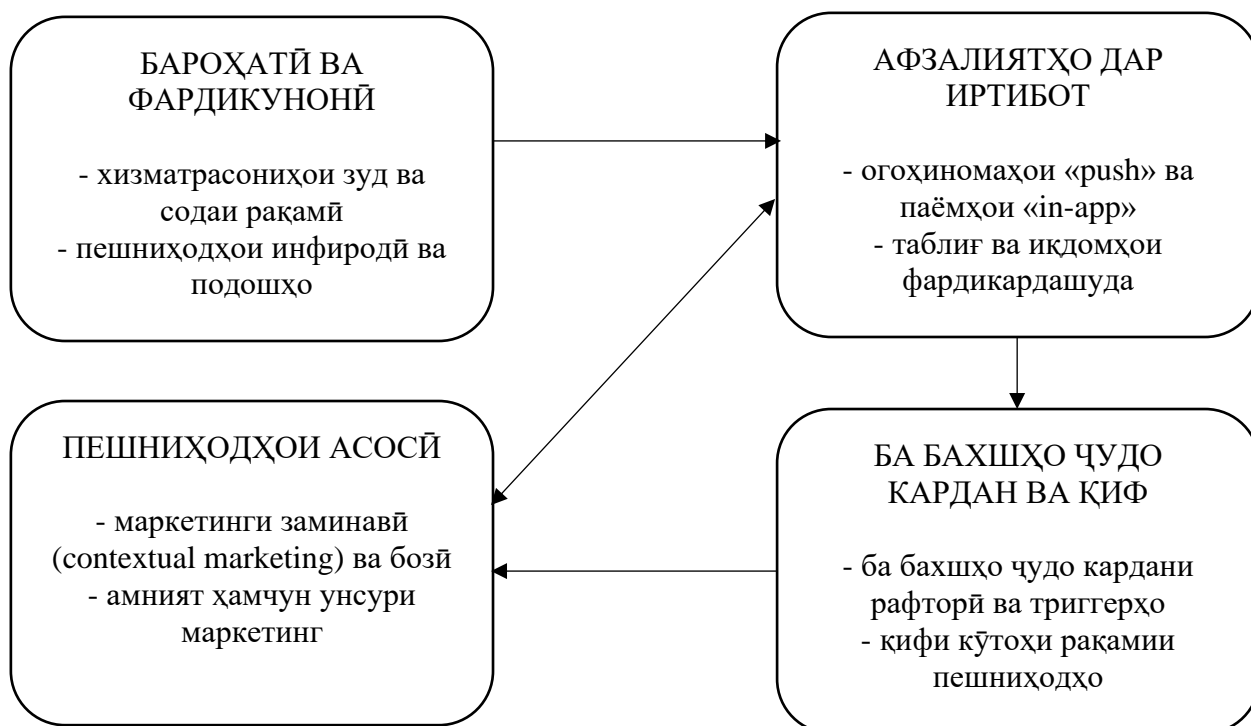 БАРОҲАТӢ ВА
ФАРДИКУНОНӢ
- хизматрасониҳои зуд ва
содаи рақамӣ
- пешниҳодҳои инфиродӣ ва
подошҳо
АФЗАЛИЯТҲО ДАР
ИРТИБОТ
- огоҳиномаҳои «push» ва
паёмҳои «in-app»
- таблиғ ва иқдомҳои
фардикардашуда
ПЕШНИҲОДҲОИ АСОСӢ
- маркетинги заминавӣ
(contextual marketing) ва бозӣ
- амният ҳамчун унсури
маркетинг
БА БАХШҲО ҶУДО
КАРДАН ВА ҚИФ
- ба бахшҳо ҷудо кардани
рафторӣ ва триггерҳо
- қифи кӯтоҳи рақамии
пешниҳодҳо